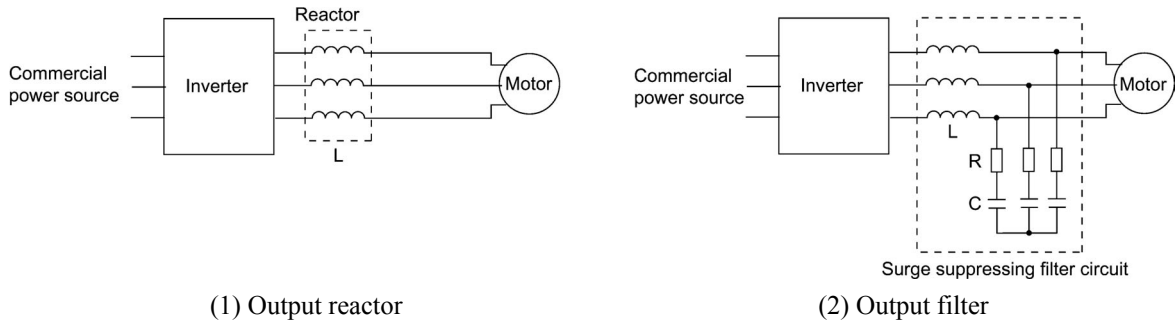 Reactor
Commercial
power source
Inverter
Motor
L
(1) Output reactor
Commercial
power source
Inverter
Motor
L
R
C
Surge suppressing filter circuit
(2) Output filter